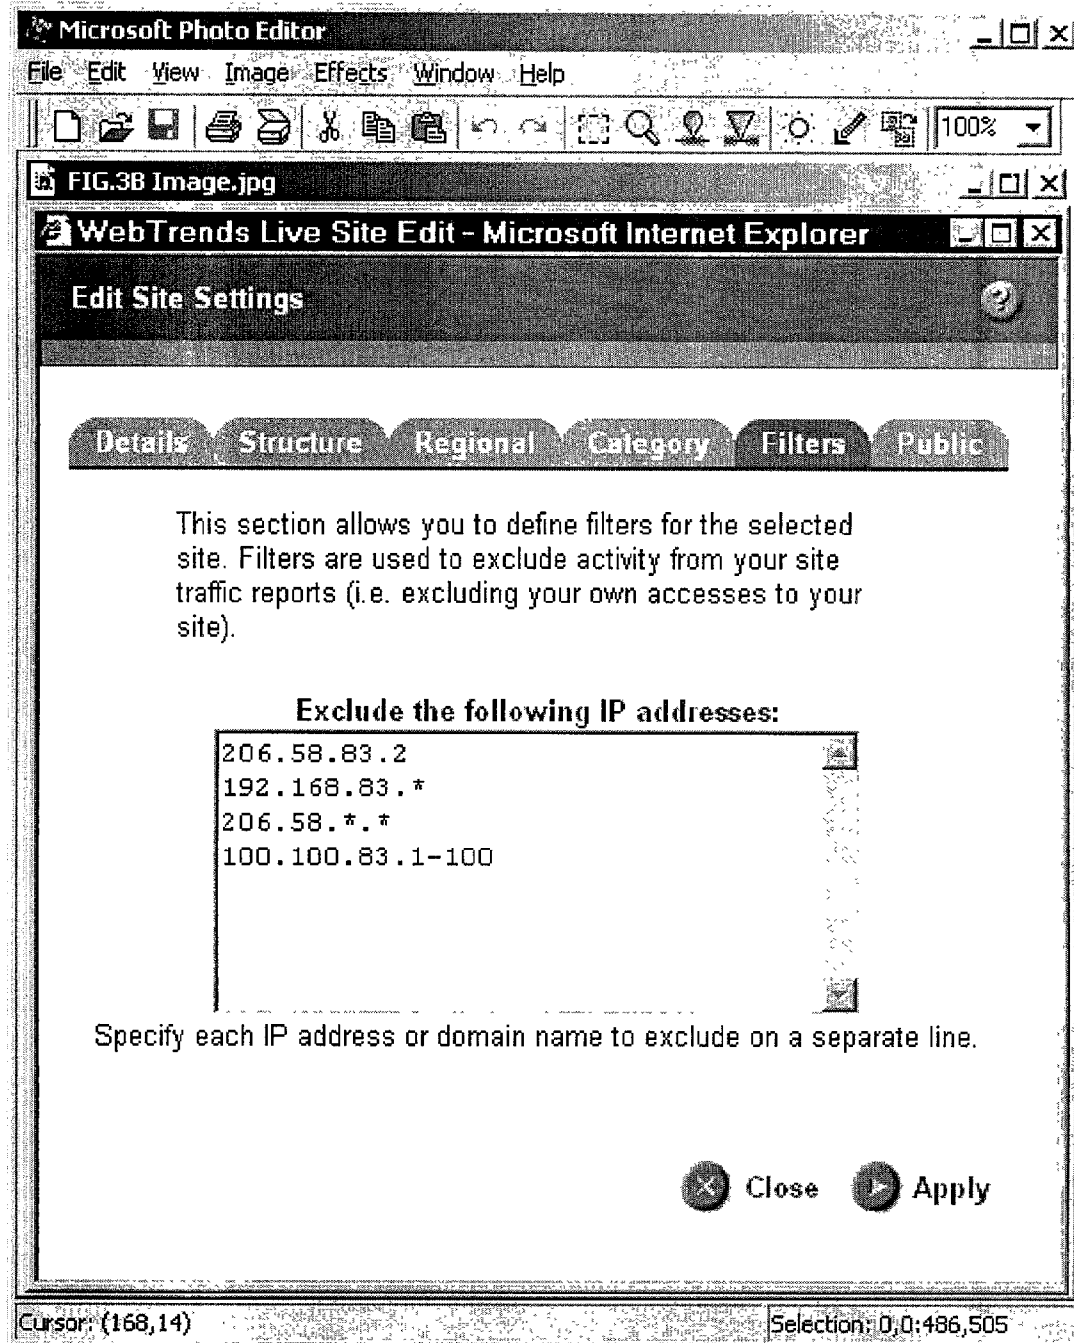 Microsoft Photo Editor
File Edit View Image Effects Window Help
100%
FIG.3B Image.jpg
WebTrends Live Site Edit - Microsoft Internet Explorer
Edit Site Settings
?
Details Structure Regional Category Filters Public
This section allows you to define filters for the selected
site. Filters are used to exclude activity from your site
traffic reports (i.e. excluding your own accesses to your
site).
Exclude the following IP addresses:
206.58.83.2
192.168.83.*
206.58.*.*
100.100.83.1-100
Specify each IP address or domain name to exclude on a separate line.
Close Apply
Cursor: (168,14) Selection: 0,0:486,505